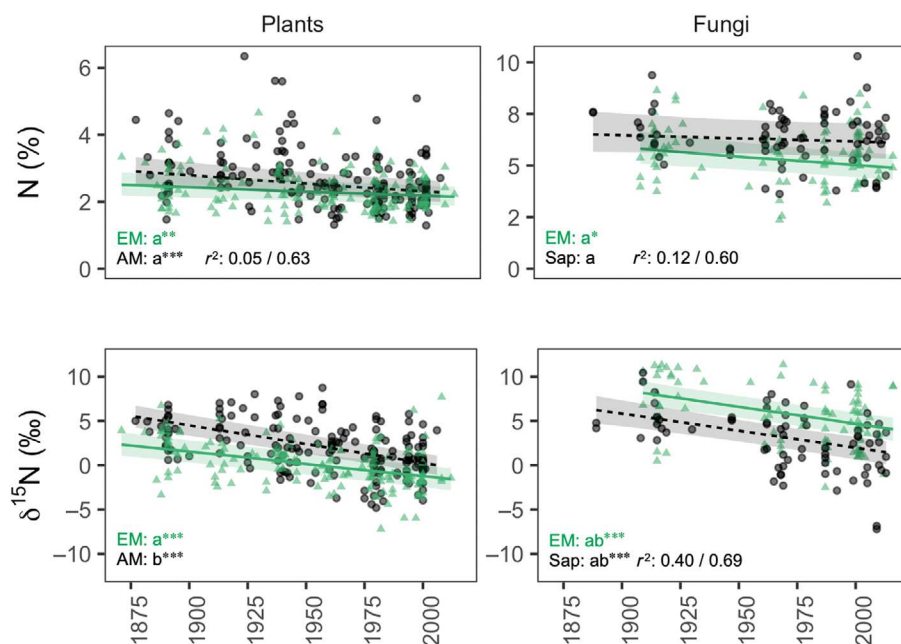 Plants
Fungi
N (%)
6
4
2
0
EM: a**
AM: a*** r²: 0.05 / 0.63
10
8
5
2
0
EM: a*
Sap: a r²: 0.12 / 0.60
δ¹⁵N (‰)
10
5
0
−5
−10
EM: a***
AM: b***
10
5
0
−5
−10
EM: ab***
Sap: ab*** r²: 0.40 / 0.69
1875
1900
1925
1950
1975
2000
1875
1900
1925
1950
1975
2000